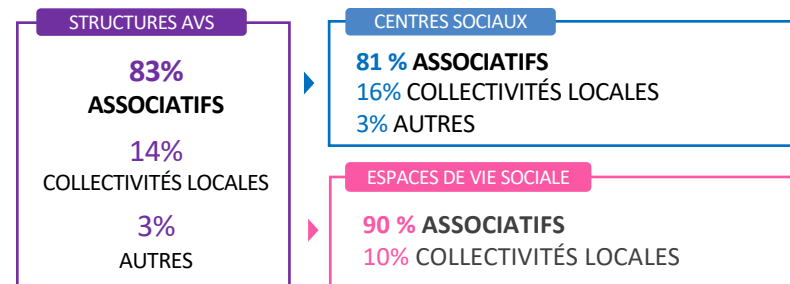 STRUCTURES AVS
83%
ASSOCIATIFS
14%
COLLECTIVITÉS LOCALES
3%
AUTRES
CENTRES SOCIAUX
81 % ASSOCIATIFS
16% COLLECTIVITÉS LOCALES
3% AUTRES
ESPACES DE VIE SOCIALE
90 % ASSOCIATIFS
10% COLLECTIVITÉS LOCALES